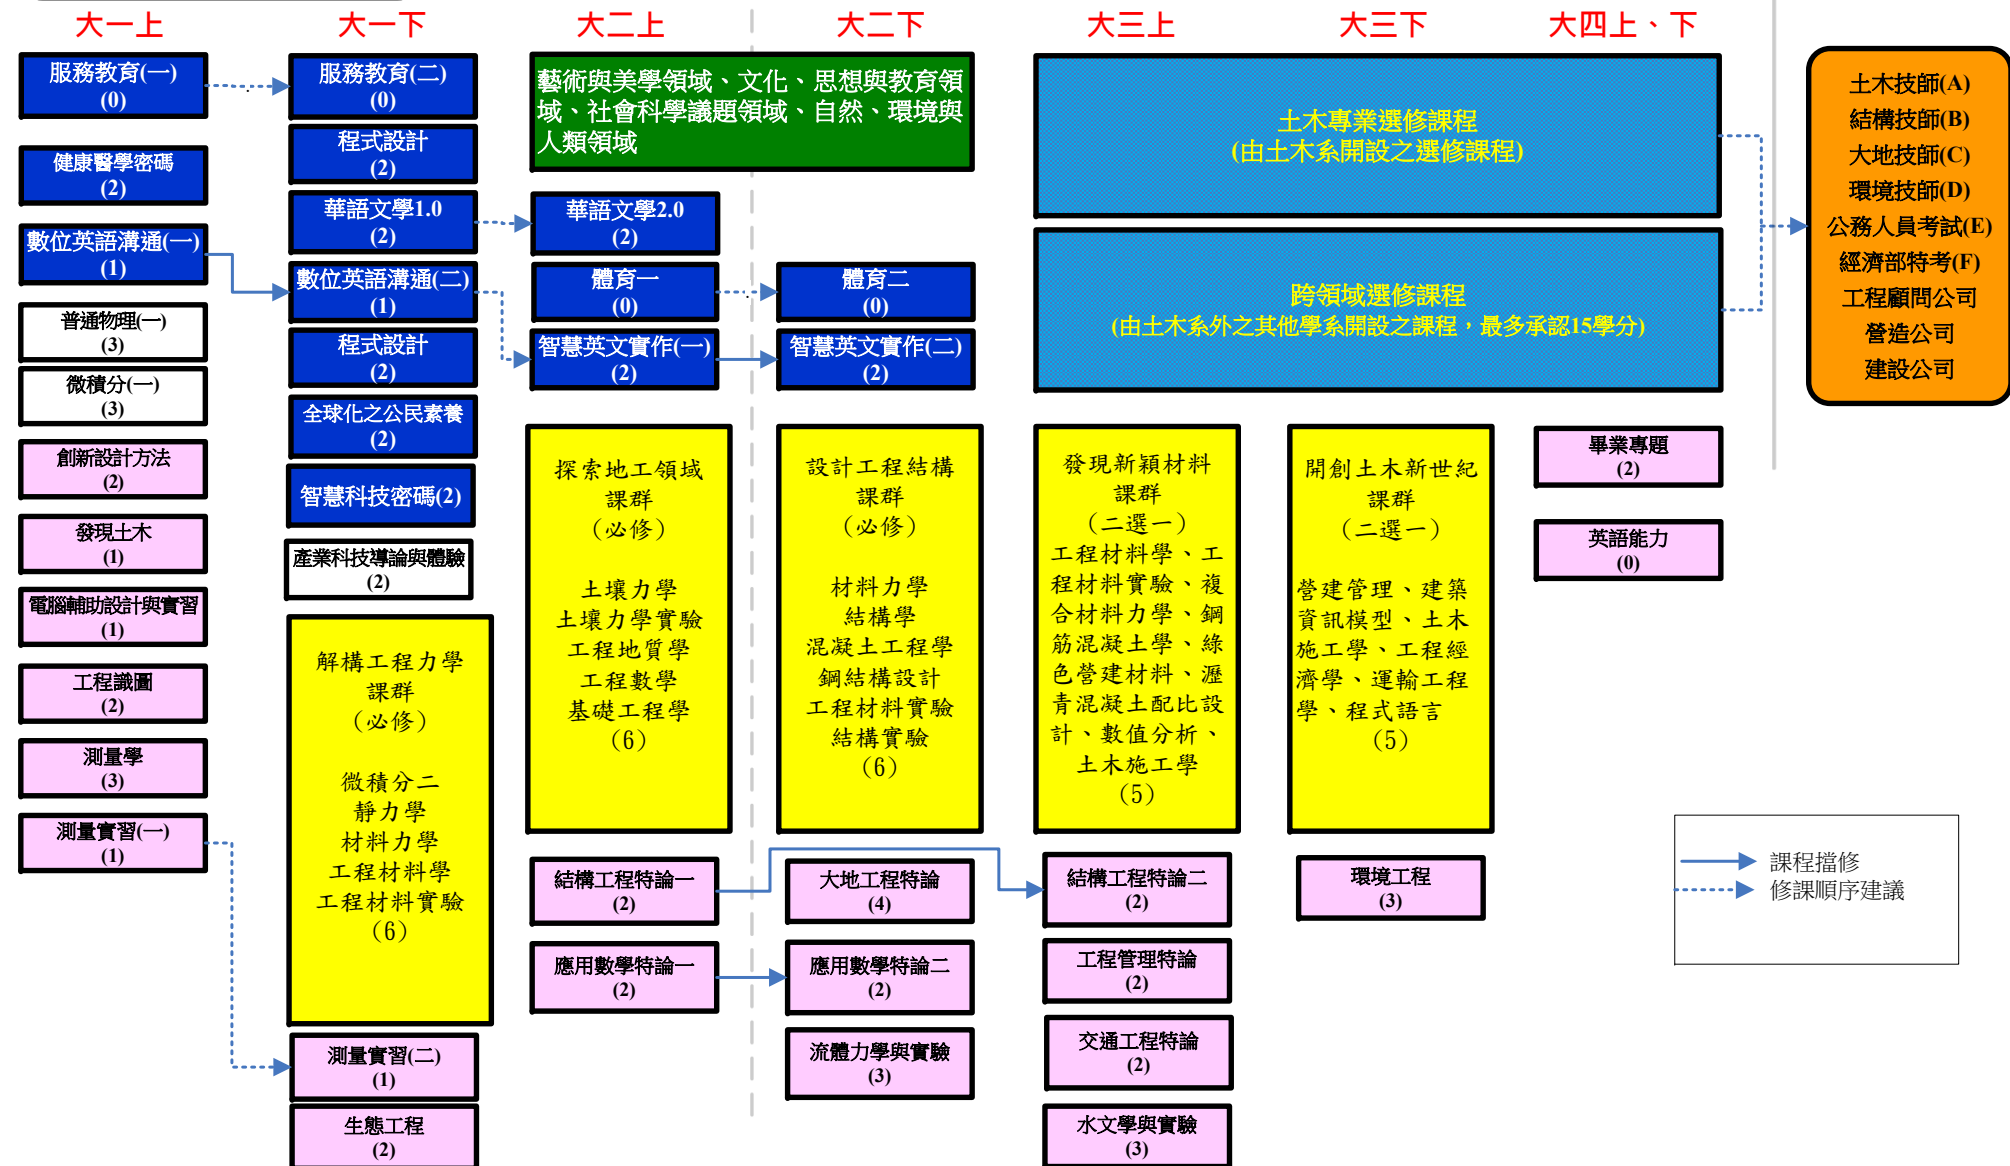 大一上
大一下
大二上
大二下
大三上
大三下
大四上、下
服務教育(一)
(0)
健康醫學密碼
(2)
數位英語溝通(一)
(1)
普通物理(一)
(3)
微積分(一)
(3)
創新設計方法
(2)
發現土木
(1)
電腦輔助設計與實習
(1)
工程識圖
(2)
測量學
(3)
測量實習(一)
(1)
服務教育(二)
(0)
程式設計
(2)
華語文學1.0
(2)
數位英語溝通(二)
(1)
程式設計
(2)
全球化之公民素養
(2)
智慧科技密碼(2)
產業科技導論與體驗
(2)
解構工程力學
課群
(必修)
微積分二
靜力學
材料力學
工程材料學
工程材料實驗
(6)
測量實習(二)
(1)
生態工程
(2)
藝術與美學領域、文化、思想與教育領
域、社會科學議題領域、自然、環境與
人類領域
華語文學2.0
(2)
體育一
(0)
智慧英文實作(一)
(2)
探索地工領域
課群
(必修)
土壤力學
土壤力學實驗
工程地質學
工程數學
基礎工程學
(6)
結構工程特論一
(2)
應用數學特論一
(2)
體育二
(0)
智慧英文實作(二)
(2)
設計工程結構
課群
(必修)
材料力學
結構學
混凝土工程學
鋼結構設計
工程材料實驗
結構實驗
(6)
大地工程特論
(4)
應用數學特論二
(2)
流體力學與實驗
(3)
土木專業選修課程
(由土木系開設之選修課程)
跨領域選修課程
(由土木系外之其他學系開設之課程，最多承認15學分)
發現新穎材料
課群
(二選一)
工程材料學、工
程材料實驗、複
合材料力學、鋼
筋混凝土學、綠
色營建材料、瀝
青混凝土配比設
計、數值分析、
土木施工學
(5)
結構工程特論二
(2)
工程管理特論
(2)
交通工程特論
(2)
水文學與實驗
(3)
開創土木新世紀
課群
(二選一)
營建管理、建築
資訊模型、土木
施工學、工程經
濟學、運輸工程
學、程式語言
(5)
環境工程
(3)
畢業專題
(2)
英語能力
(0)
土木技師(A)
結構技師(B)
大地技師(C)
環境技師(D)
公務人員考試(E)
經濟部特考(F)
工程顧問公司
營造公司
建設公司
課程擋修
修課順序建議